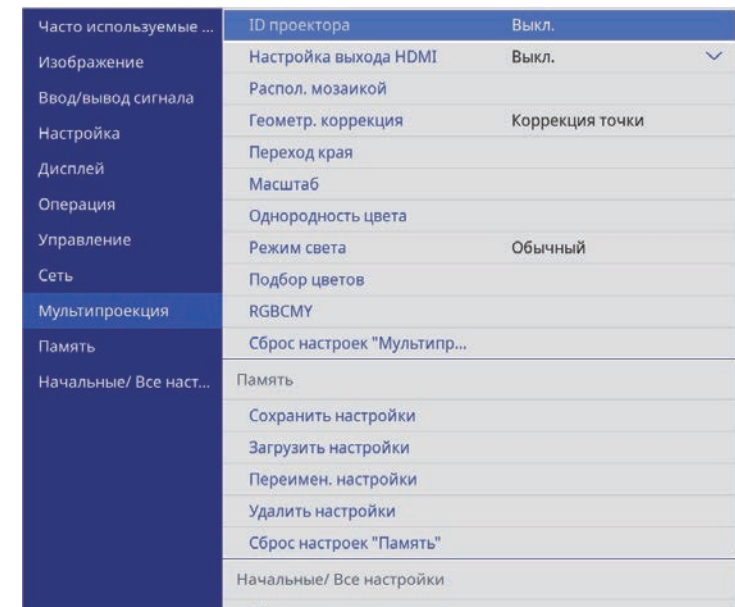 Часто используемые ...
Изображение
Ввод/вывод сигнала
Настройка
Дисплей
Операция
Управление
Сеть
Мультипроекция
Память
Начальные/ Все наст...
ID проектора Выкл.
Настройка выхода HDMI Выкл.
Распол. мозаикой
Геометр. коррекция Коррекция точки
Переход края
Масштаб
Однородность цвета
Режим света Обычный
Подбор цветов
RGBCMY
Сброс настроек "Мультипр...
Память
Сохранить настройки
Загрузить настройки
Переимен. настройки
Удалить настройки
Сброс настроек "Память"
Начальные/ Все настройки